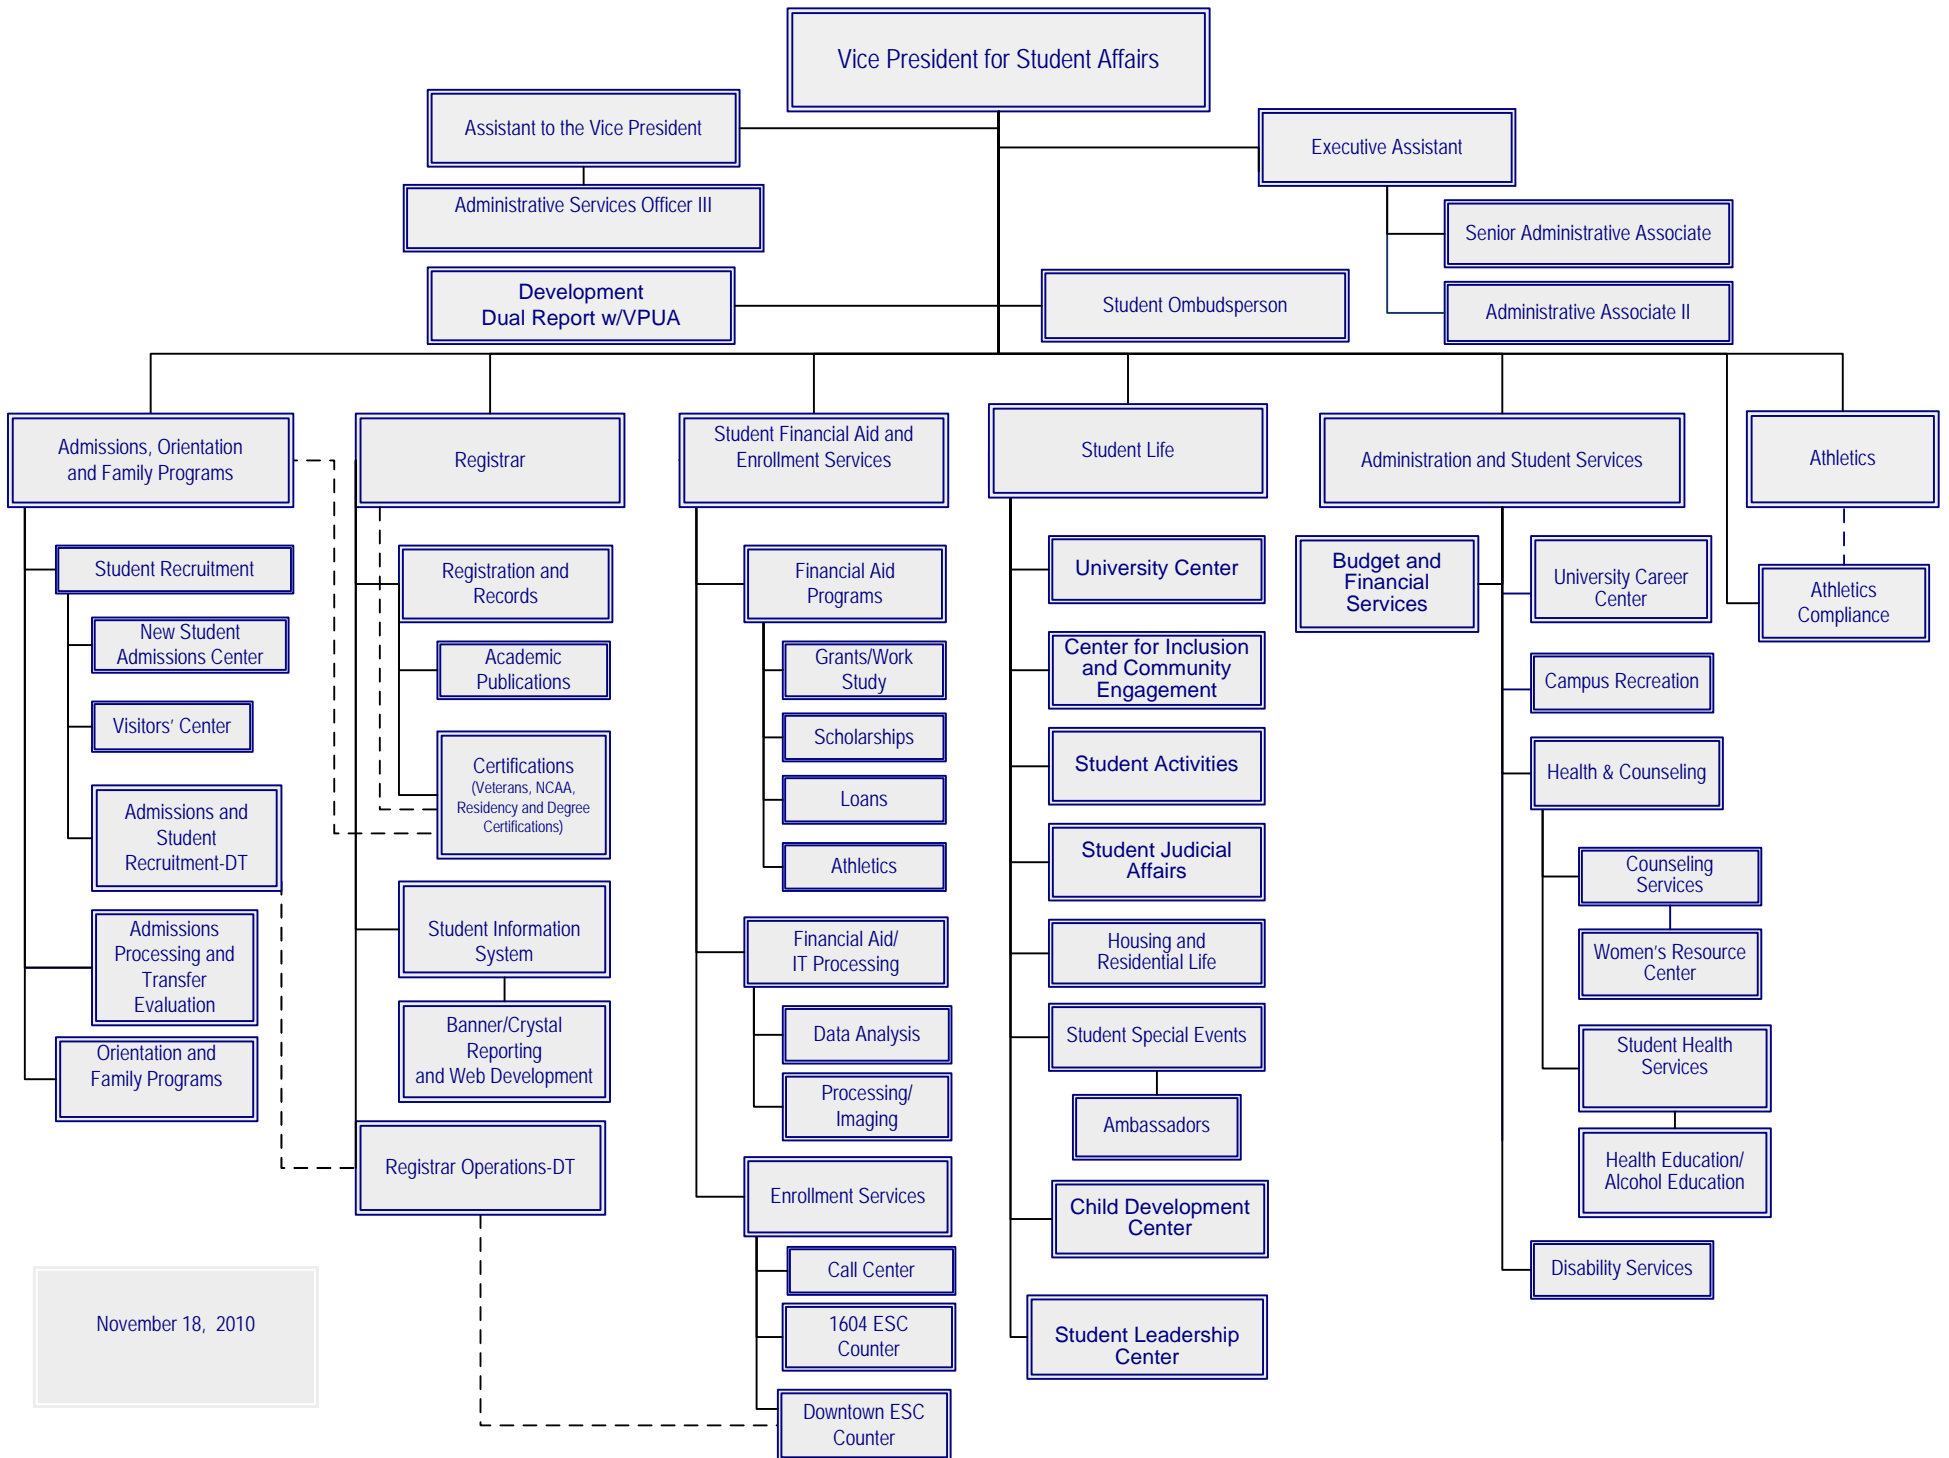 Vice President for Student Affairs
Assistant to the Vice President
Executive Assistant
Administrative Services Officer III
Senior Administrative Associate
Development
Dual Report w/VPUA
Student Ombudsperson
Administrative Associate II
Admissions, Orientation
and Family Programs
Student Recruitment
New Student
Admissions Center
Visitors' Center
Admissions and
Student
Recruitment-DT
Admissions
Processing and
Transfer
Evaluation
Orientation and
Family Programs
Registrar
Registration and
Records
Academic
Publications
Certifications
(Veterans, NCAA,
Residency and Degree
Certifications)
Student Information
System
Banner/Crystal
Reporting
and Web Development
Registrar Operations-DT
Student Financial Aid and
Enrollment Services
Financial Aid
Programs
Grants/Work
Study
Scholarships
Loans
Athletics
Financial Aid/
IT Processing
Data Analysis
Processing/
Imaging
Enrollment Services
Call Center
1604 ESC
Counter
Downtown ESC
Counter
Student Life
University Center
Center for Inclusion
and Community
Engagement
Student Activities
Student Judicial
Affairs
Housing and
Residential Life
Student Special Events
Ambassadors
Child Development
Center
Student Leadership
Center
Administration and Student Services
Budget and
Financial
Services
University Career
Center
Campus Recreation
Health & Counseling
Counseling
Services
Women's Resource
Center
Student Health
Services
Health Education/
Alcohol Education
Disability Services
Athletics
Athletics
Compliance
November 18, 2010